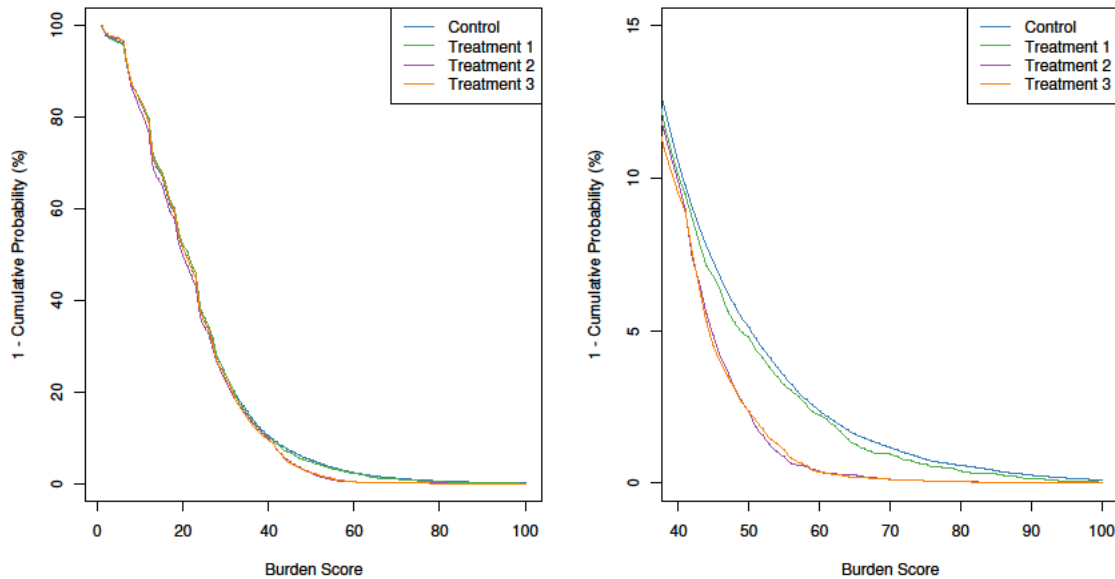 Control
Treatment 1
Treatment 2
Treatment 3
100
80
60
40
20
0
1 - Cumulative Probability (%)
0 20 40 60 80 100
Burden Score
Control
Treatment 1
Treatment 2
Treatment 3
15
10
5
0
1 - Cumulative Probability (%)
40 50 60 70 80 90 100
Burden Score